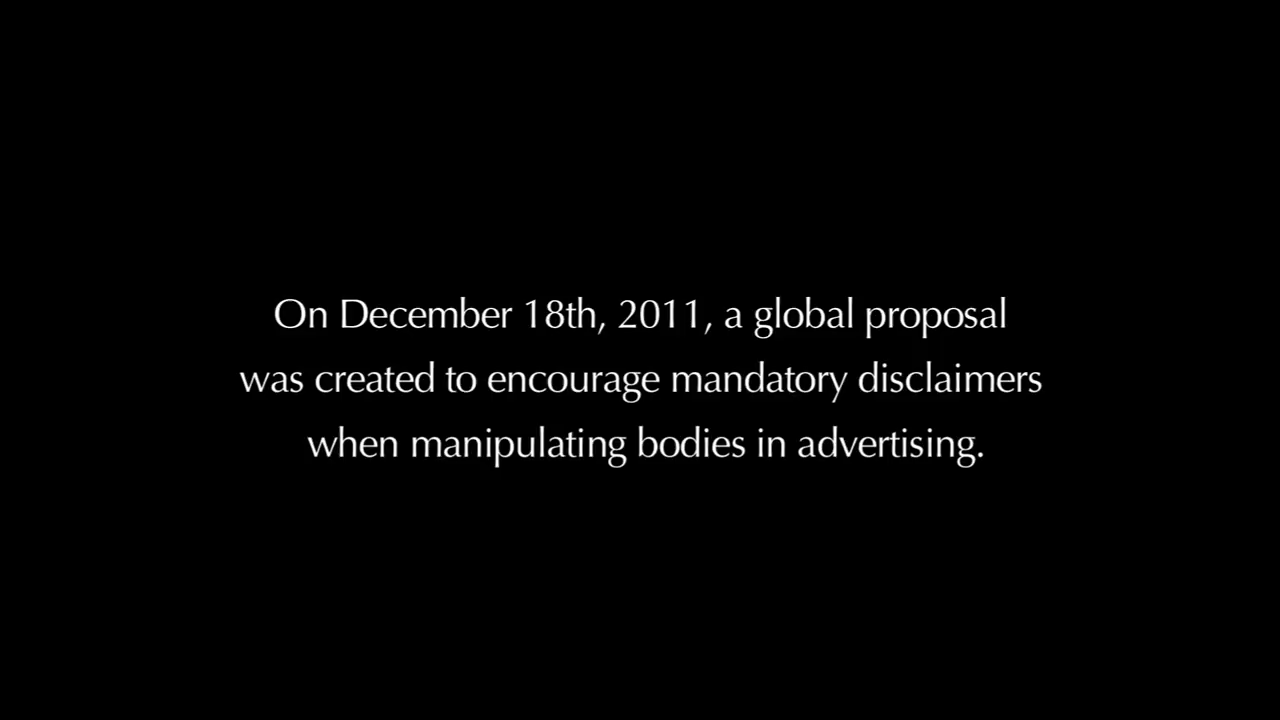 On December 18th, 2011, a global proposal
was created to encourage mandatory disclaimers
when manipulating bodies in advertising.